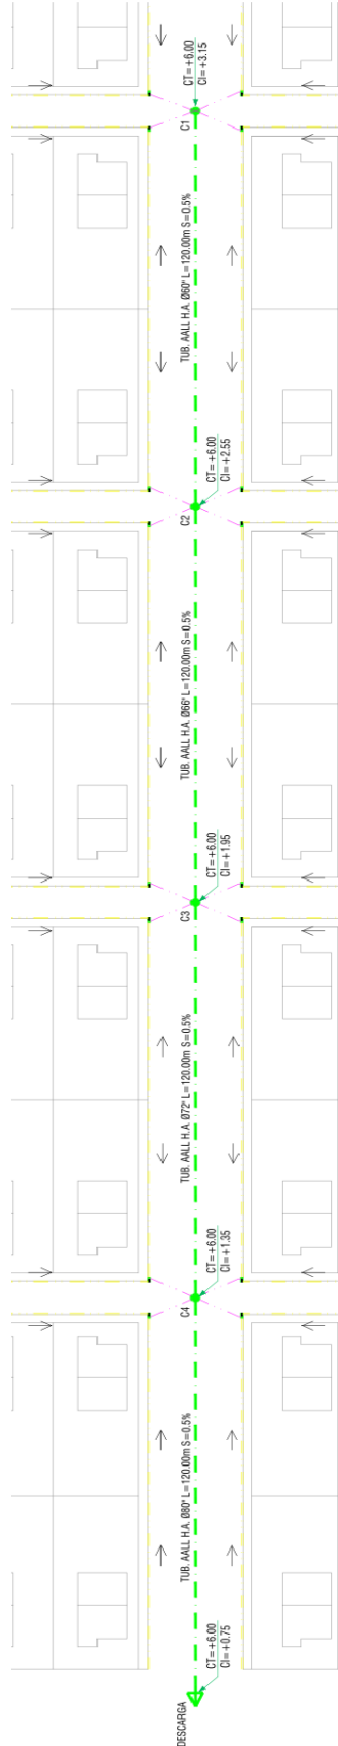 CT=+6.00
CI=+3.15
C1
TUB. AALL H.A. Ø60" L=120.00m S=0.5%
CT=+6.00
CI=+2.55
C2
TUB. AALL H.A. Ø66" L=120.00m S=0.5%
CT=+6.00
CI=+1.95
C3
TUB. AALL H.A. Ø72" L=120.00m S=0.5%
CT=+6.00
CI=+1.35
C4
TUB. AALL H.A. Ø80" L=120.00m S=0.5%
CT=+6.00
CI=+0.75
DESCARGA